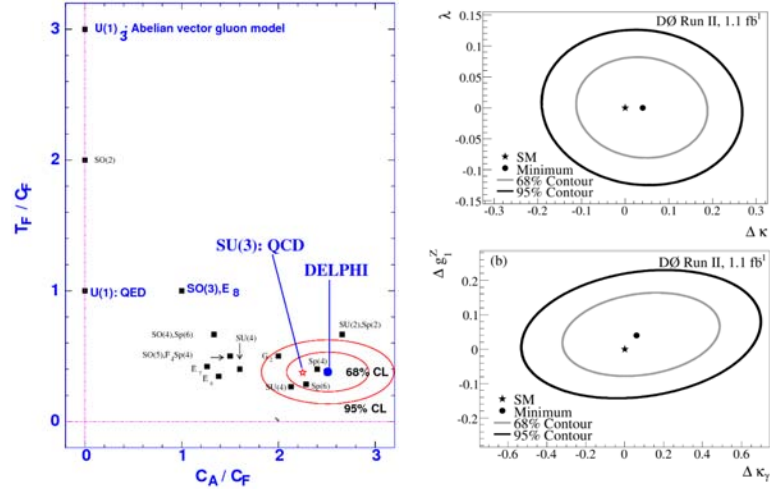 3
U(1)3: Abelian vector gluon model
2
SO(2)
TF/CF
SU(3): QCD
DELPHI
1
U(1): QED
SO(3),E8
SU(2),Sp(2)
SO(4),Sp(6)
SU(4)
SO(5),F4Sp(4)
G2
Sp(4)
E7
68% CL
E6
SU(4)
Sp(6)
95% CL
0
0 1 2 3
CA/CF
λ
DØ Run II, 1.1 fb1
0.15
0.1
0.05
0
-0.05
-0.1
-0.15
SM
Minimum
68% Contour
95% Contour
-0.3 -0.2 -0.1 0 0.1 0.2 0.3
Δ κ
Δ g1Z
(b)
DØ Run II, 1.1 fb1
0.2
0.1
0
-0.1
-0.2
SM
Minimum
68% Contour
95% Contour
-0.6 -0.4 -0.2 0 0.2 0.4 0.6
Δ κγ